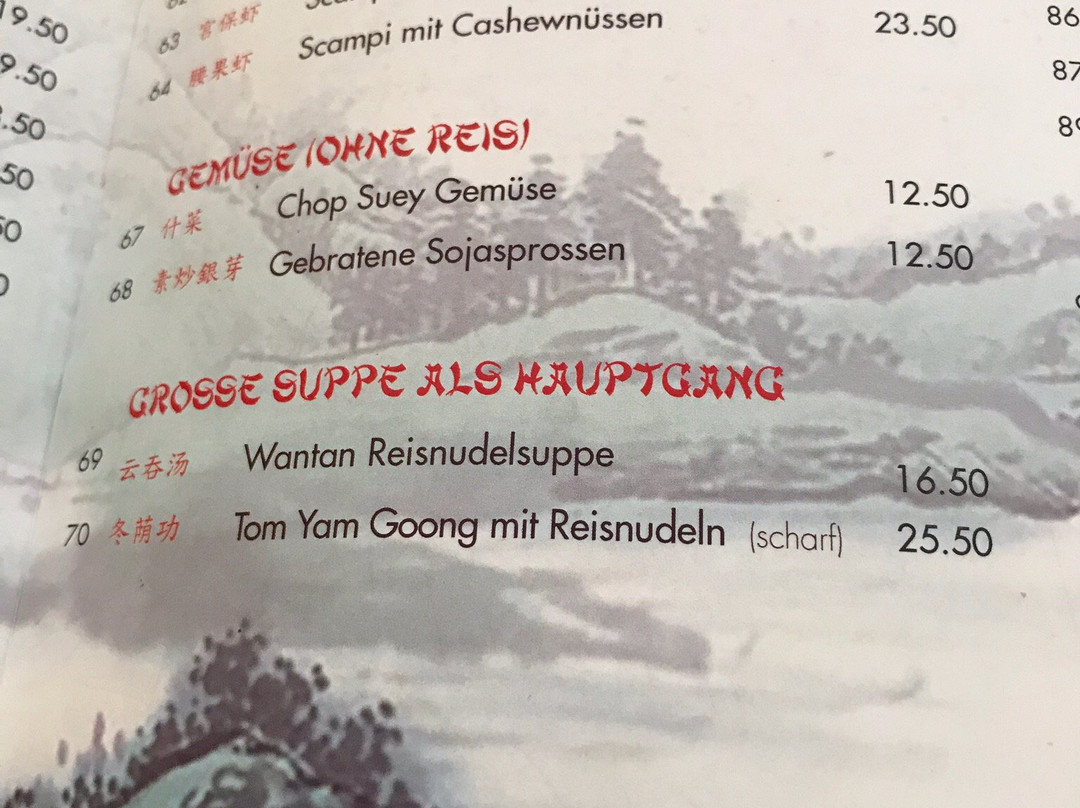 19.50
9.50
.50
50
63 宫保虾
Scampi mit Cashewnüssen 23.50
64 腰果虾
GEMÜSE (OHNE REIS)
67 什菜 Chop Suey Gemüse 12.50
68 素炒銀芽 Gebratene Sojasprossen 12.50
GROSSE SUPPE ALS HAUPTGANG
69 云吞汤 Wantan Reisnudelsuppe 16.50
70 冬荫功 Tom Yam Goong mit Reisnudeln (scharf) 25.50
86
87
89